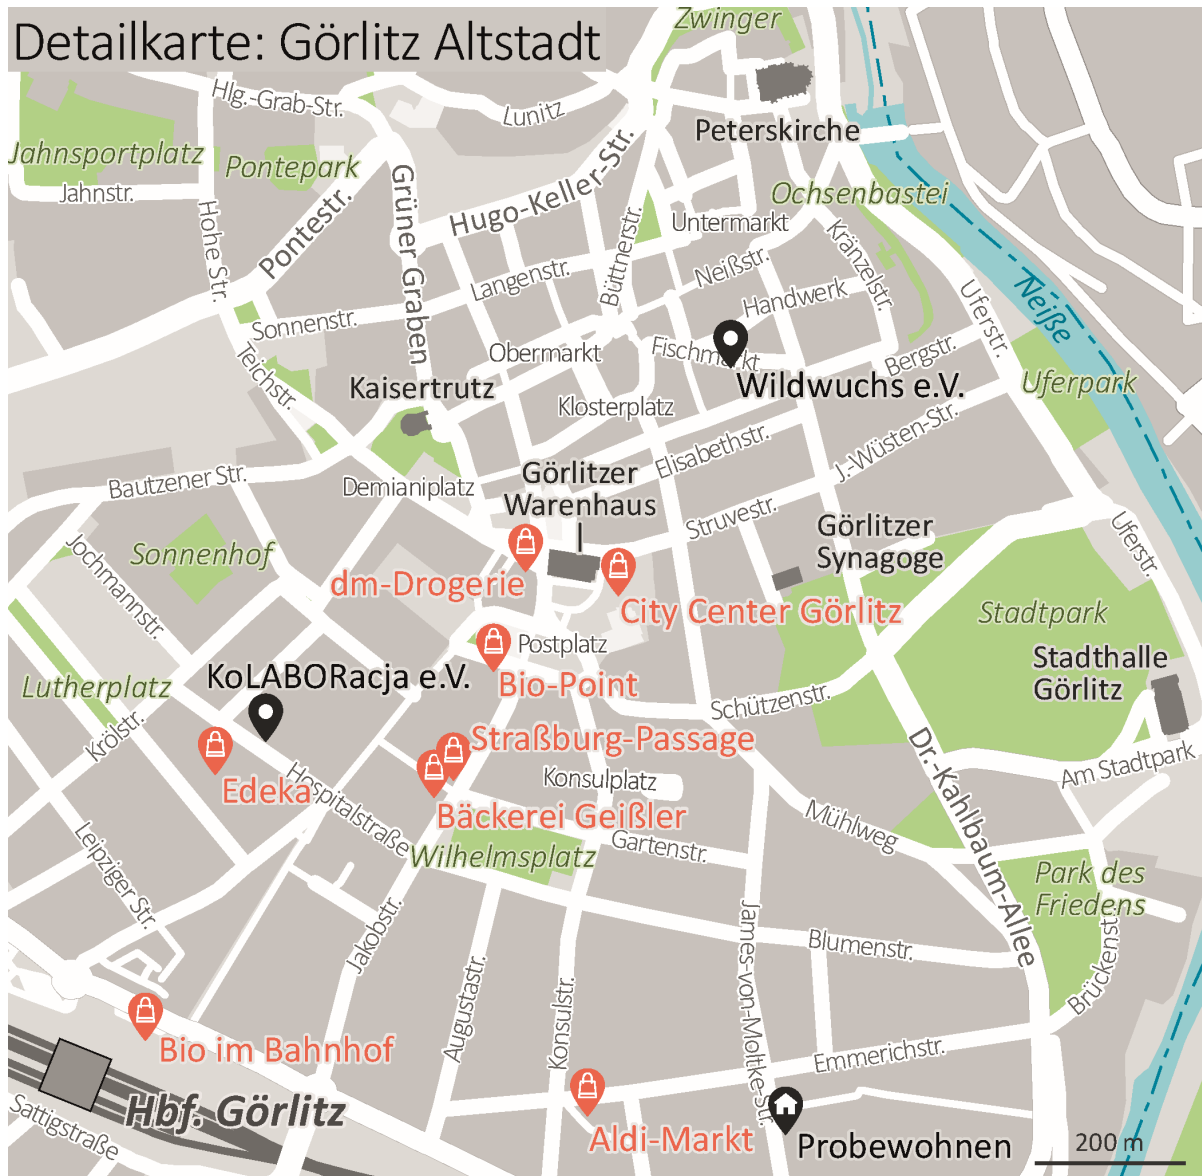 Detailkarte: Görlitz Altstadt
Zwinger
Hlg.-Grab-Str.
Lunitz
Peterskirche
Jahnsportplatz
Pontepark
Jahnstr.
Hugo-Keller-Str.
Ochsenbastei
Grüner Graben
Hohe Str.
Pontestr.
Untermarkt
Büttnerstr.
Kränzelstr.
Neißstr.
Langenstr.
Handwerk
Uferstr.
Neiße
Sonnenstr.
Teichstr.
Obermarkt
Fischmarkt
Bergstr.
Kaisertrutz
Wildwuchs e.V.
Uferpark
Klosterplatz
Elisabethstr.
J.-Wüsten-Str.
Bautzener Str.
Demianiplatz
Görlitzer
Warenhaus
Struvestr.
Görlitzer
Synagoge
Uferstr.
Jochmannstr.
Sonnenhof
dm-Drogerie
City Center Görlitz
Stadtpark
Postplatz
Stadthalle
Görlitz
Lutherplatz
KoLABORacja e.V.
Bio-Point
Schützenstr.
Krölstr.
Straßburg-Passage
Dr.-Kahlbaum-Allee
Am Stadtpark
Edeka
Hospitalstraße
Konsulplatz
Bäckerei Geißler
Mühlweg
Leipziger Str.
Wilhelmsplatz
Gartenstr.
Park des
Friedens
Jakobstr.
James-von-Moltke-Str.
Blumenstr.
Brückenstr.
Augustastr.
Konsulstr.
Bio im Bahnhof
Emmerichstr.
Hbf. Görlitz
Sattigstraße
Aldi-Markt
Probewohnen
200 m